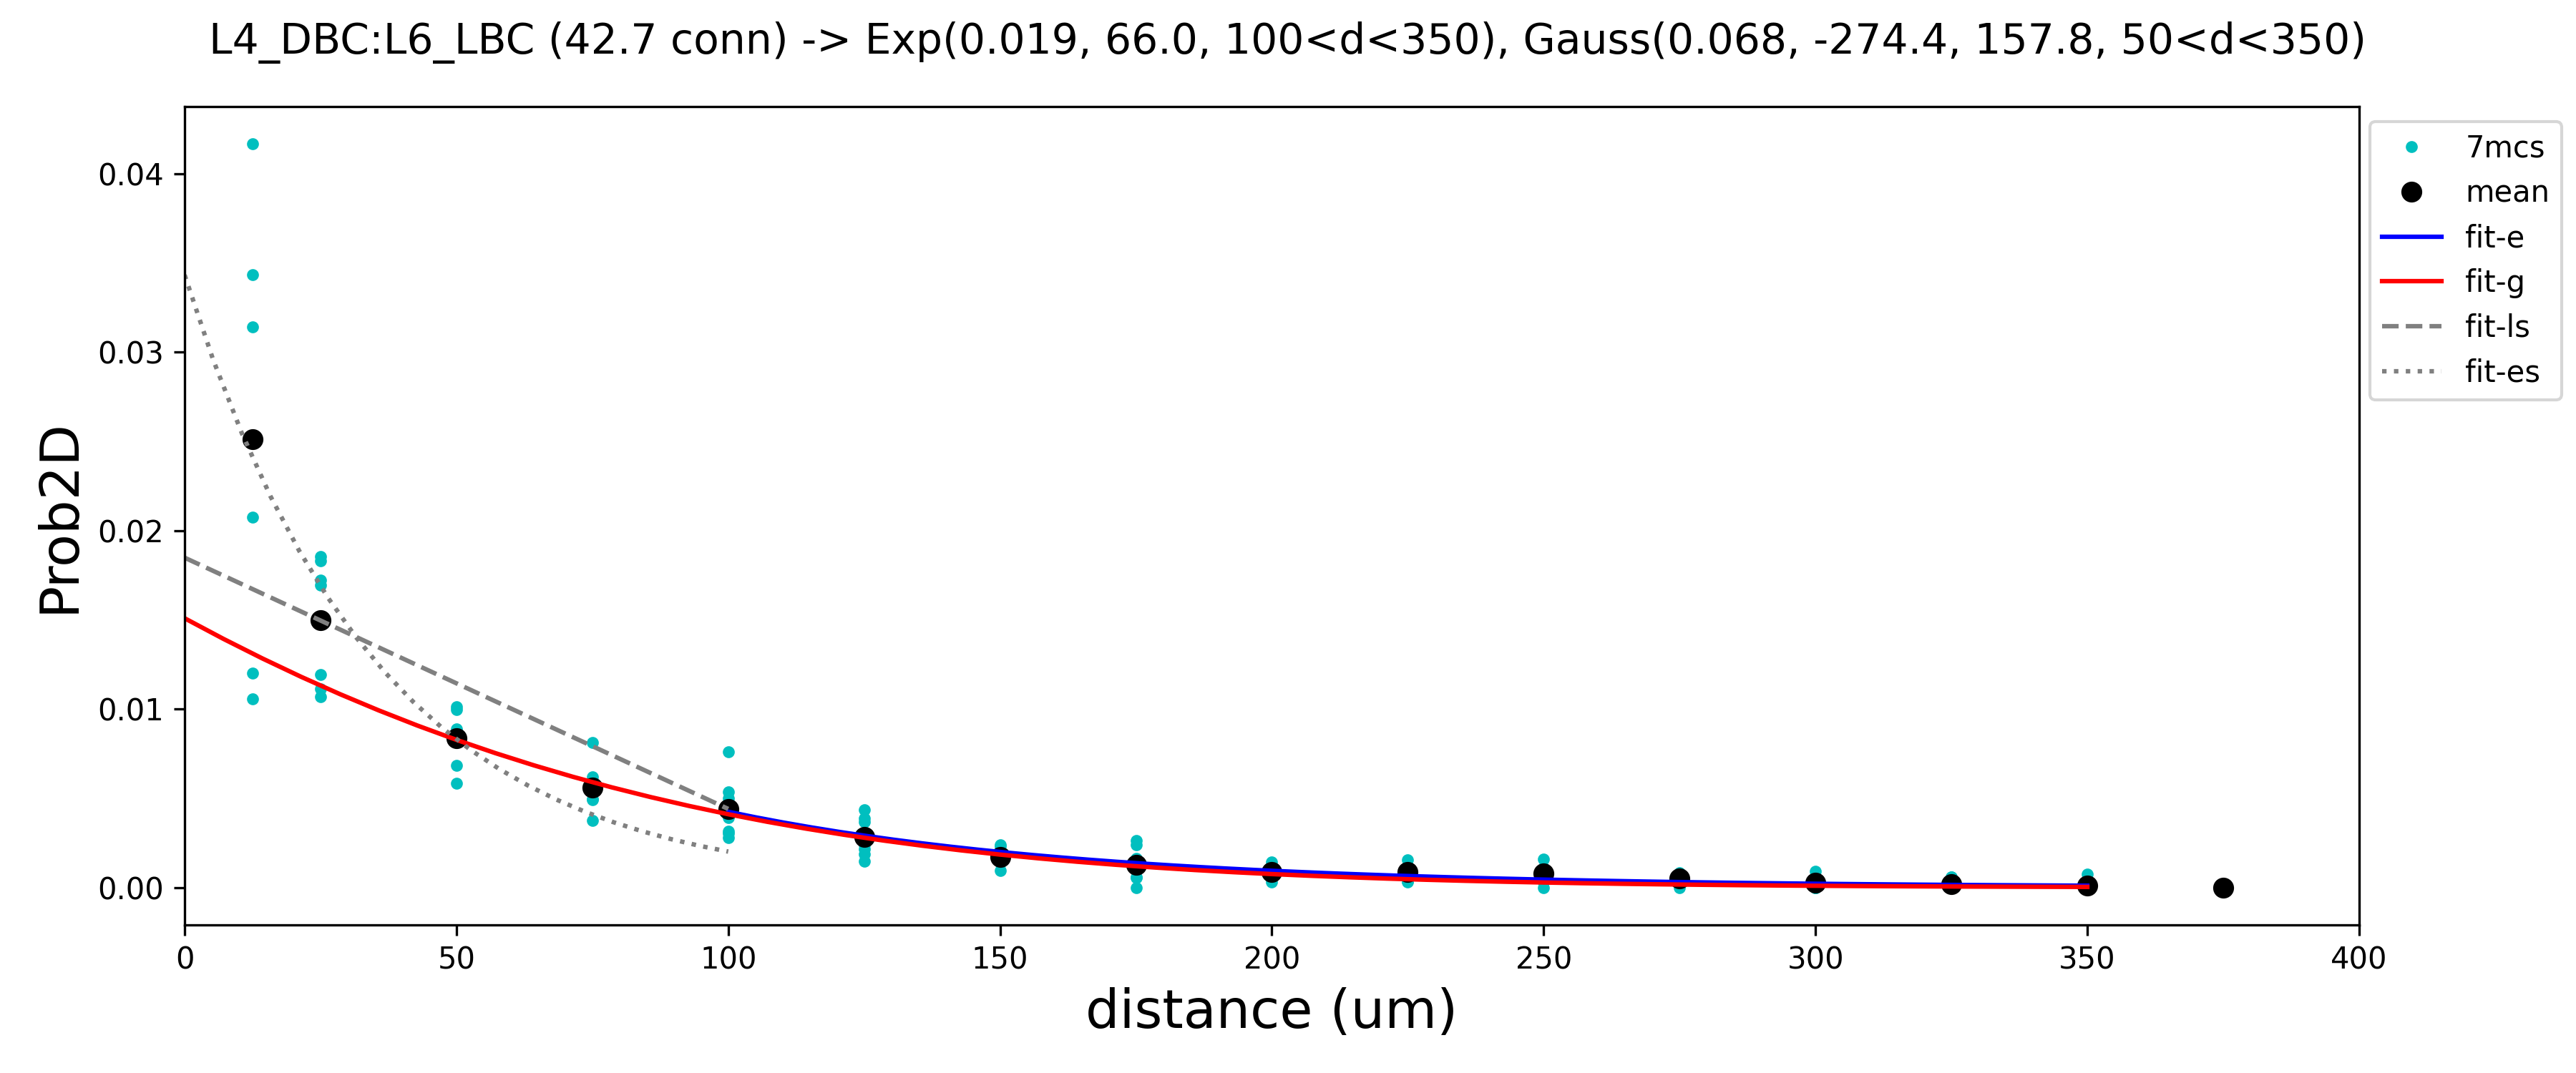 L4_DBC:L6_LBC (42.7 conn) -> Exp(0.019, 66.0, 100<d<350), Gauss(0.068, -274.4, 157.8, 50<d<350)
7mcs
mean
fit-e
fit-g
fit-ls
fit-es
Prob2D
0.04
0.03
0.02
0.01
0.00
0 50 100 150 200 250 300 350 400
distance (um)